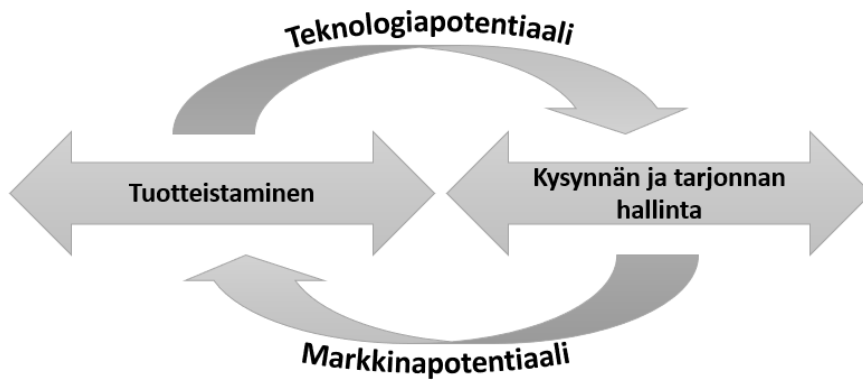 Teknologiapotentiaali
Tuotteistaminen
Kysynnän ja tarjonnan
hallinta
Markkinapotentiaali